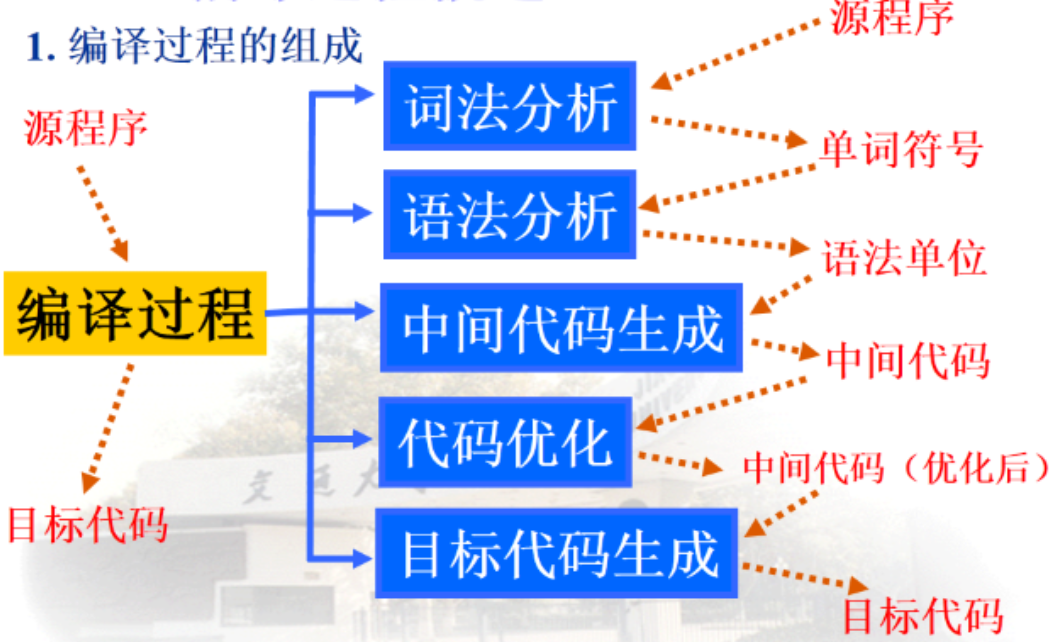 1. 编译过程的组成
源程序
词法分析
源程序
单词符号
语法分析
语法单位
编译过程
中间代码生成
中间代码
代码优化
中间代码（优化后）
目标代码
目标代码生成
目标代码